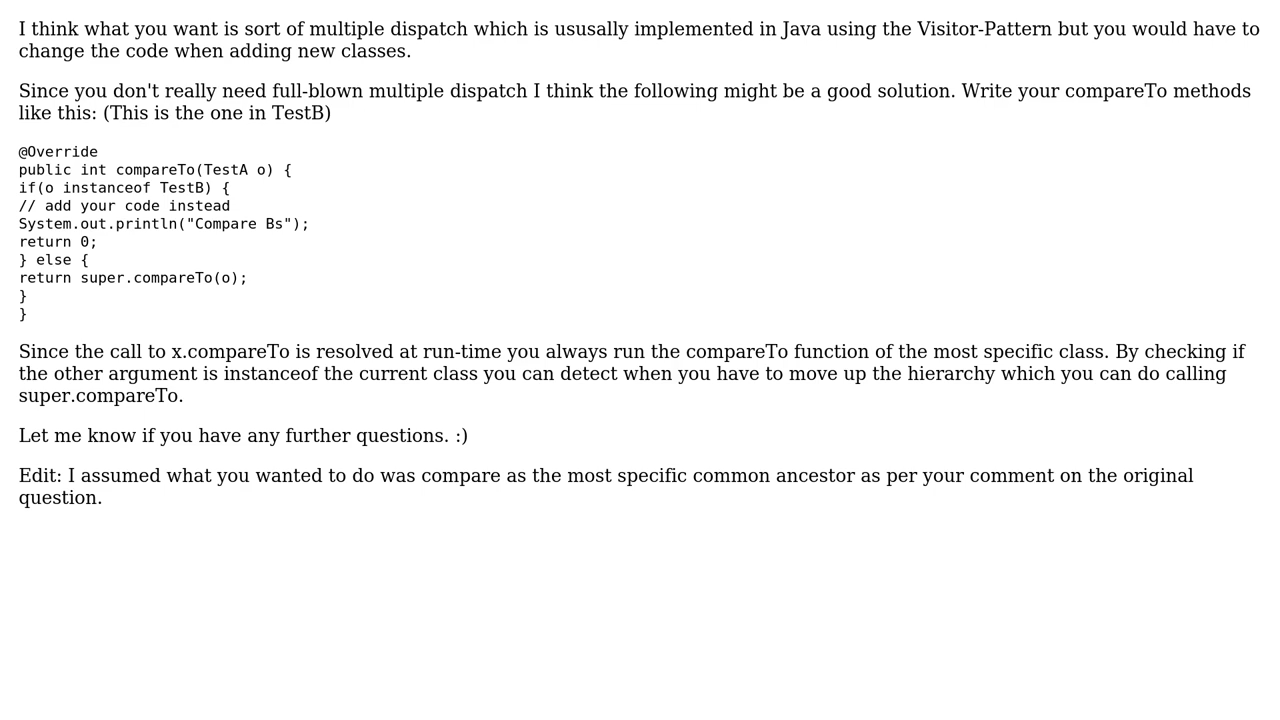 I think what you want is sort of multiple dispatch which is ususally implemented in Java using the Visitor-Pattern but you would have to
change the code when adding new classes.
Since you don't really need full-blown multiple dispatch I think the following might be a good solution. Write your compareTo methods
like this: (This is the one in TestB)
@Override
public int compareTo(TestA o) {
if(o instanceof TestB) {
// add your code instead
System.out.println("Compare Bs");
return 0;
} else {
return super.compareTo(o);
}
}
Since the call to x.compareTo is resolved at run-time you always run the compareTo function of the most specific class. By checking if
the other argument is instanceof the current class you can detect when you have to move up the hierarchy which you can do calling
super.compareTo.
Let me know if you have any further questions. :)
Edit: I assumed what you wanted to do was compare as the most specific common ancestor as per your comment on the original
question.